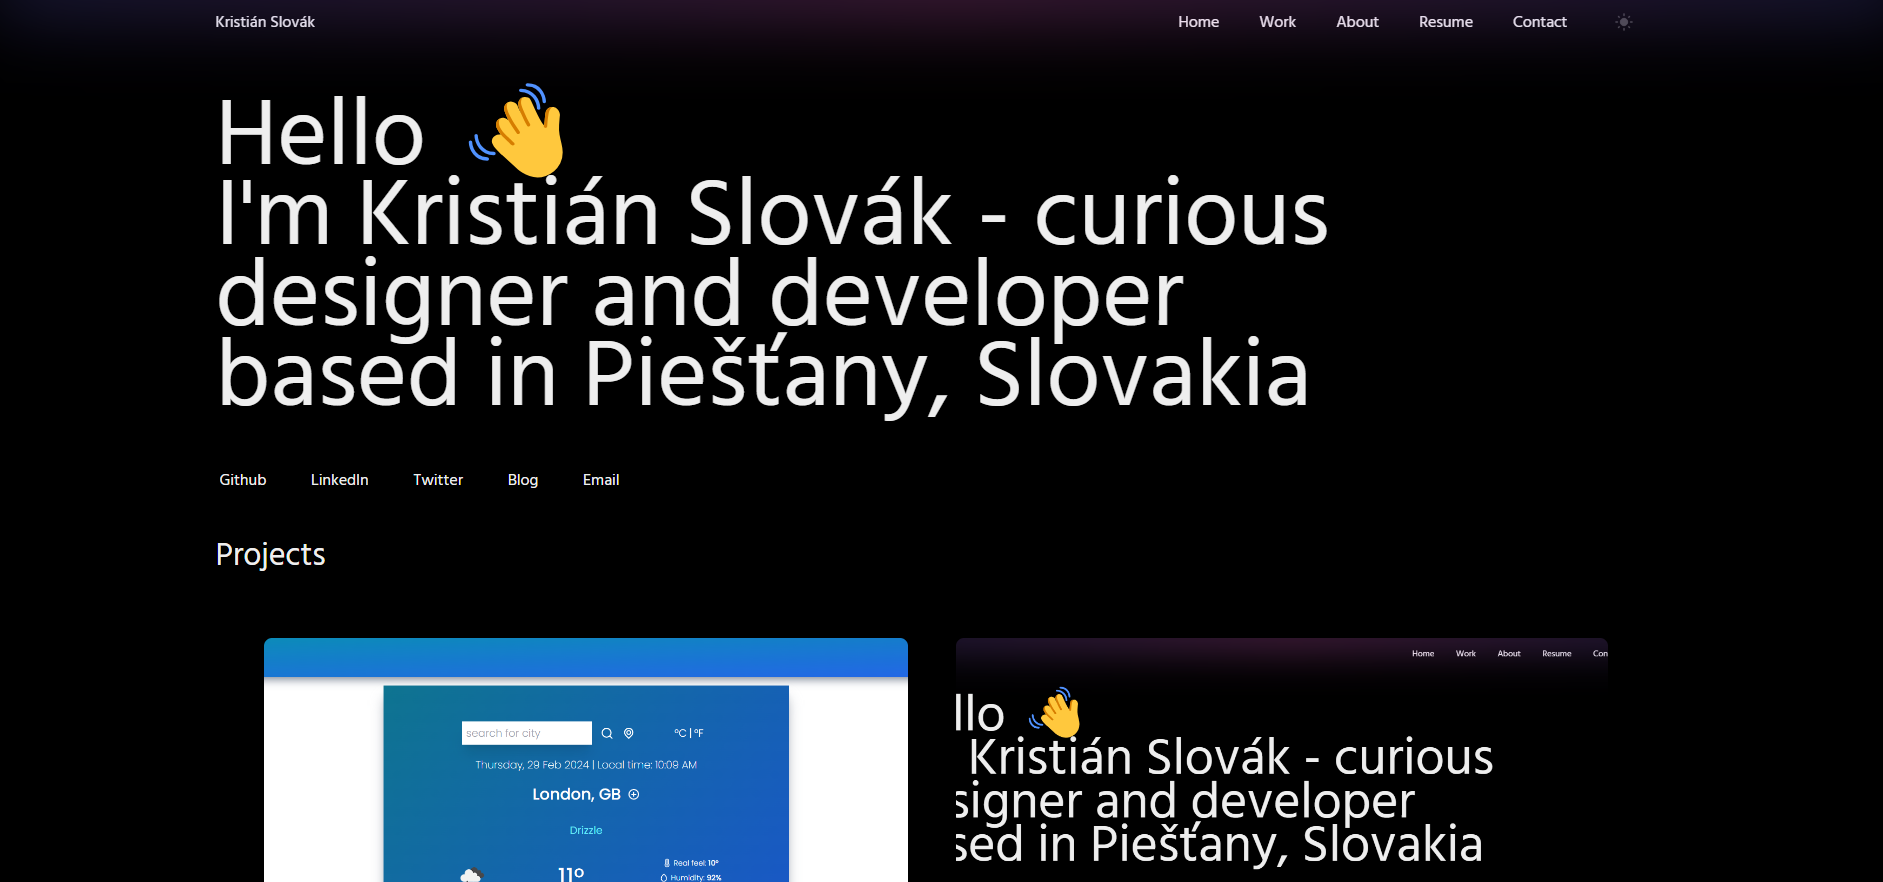 Kristián Slovák
Home Work About Resume Contact
Hello
I'm Kristián Slovák - curious
designer and developer
based in Piešťany, Slovakia
Github LinkedIn Twitter Blog Email
Projects
search for city
°C | °F
Thursday, 29 Feb 2024 | Local time: 10:09 AM
London, GB
Drizzle
11°
Real feel: 10°
Humidity: 92%
Home Work About Resume Con
llo
Kristián Slovák - curious
signer and developer
sed in Piešťany, Slovakia